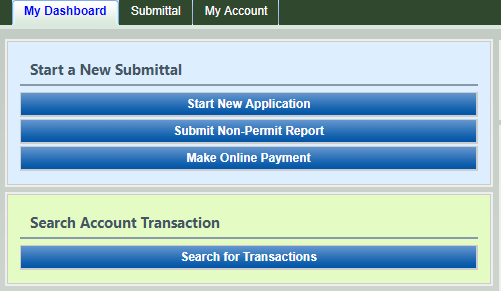 My Dashboard Submittal My Account
Start a New Submittal
Start New Application
Submit Non-Permit Report
Make Online Payment
Search Account Transaction
Search for Transactions